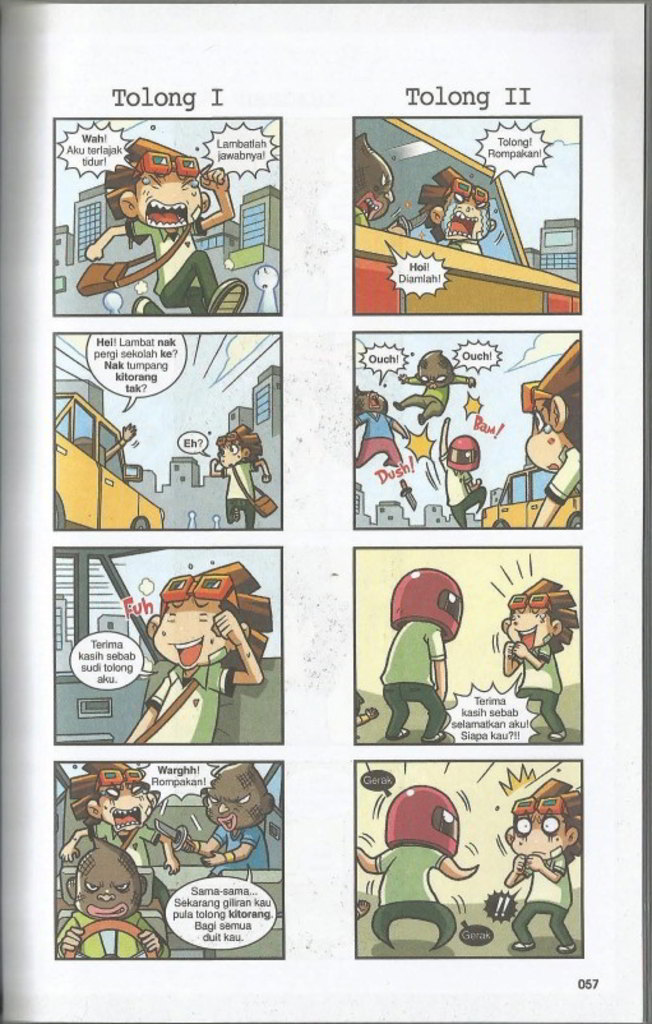 Tolong I
Wah!
Aku terlajak
tidur!
Lambatlah
jawabnya!
Hei! Lambat nak
pergi sekolah ke?
Nak tumpang
kitorang
tak?
Eh?
Fuh
Terima
kasih sebab
sudi tolong
aku.
Warghh!
Rompakan!
Sama-sama...
Sekarang giliran kau
pula tolong kitorang.
Bagi semua
duit kau.
Tolong II
Tolong!
Rompakan!
Hoi!
Diamlah!
Ouch!
Ouch!
Bam!
Dush!
Terima
kasih sebab
selamatkan aku!
Siapa kau?!!
Gerak
!!
Gerak
057